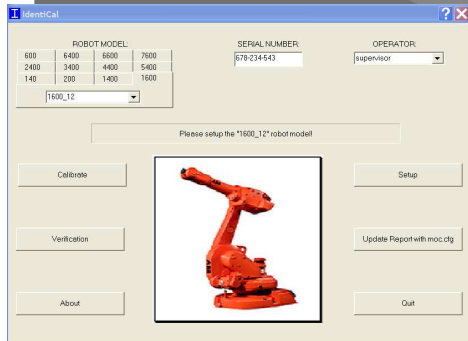 IdentiCal
ROBOT MODEL:
SERIAL NUMBER:
OPERATOR:
600 6400 6600 7600
2400 3400 4400 5400
140 200 1400 1600
1600_12
678-234-543
supervisor
Please setup the "1600_12" robot model!
Calibrate
Setup
Verification
Update Report with moc.cfg
About
Quit
ABB